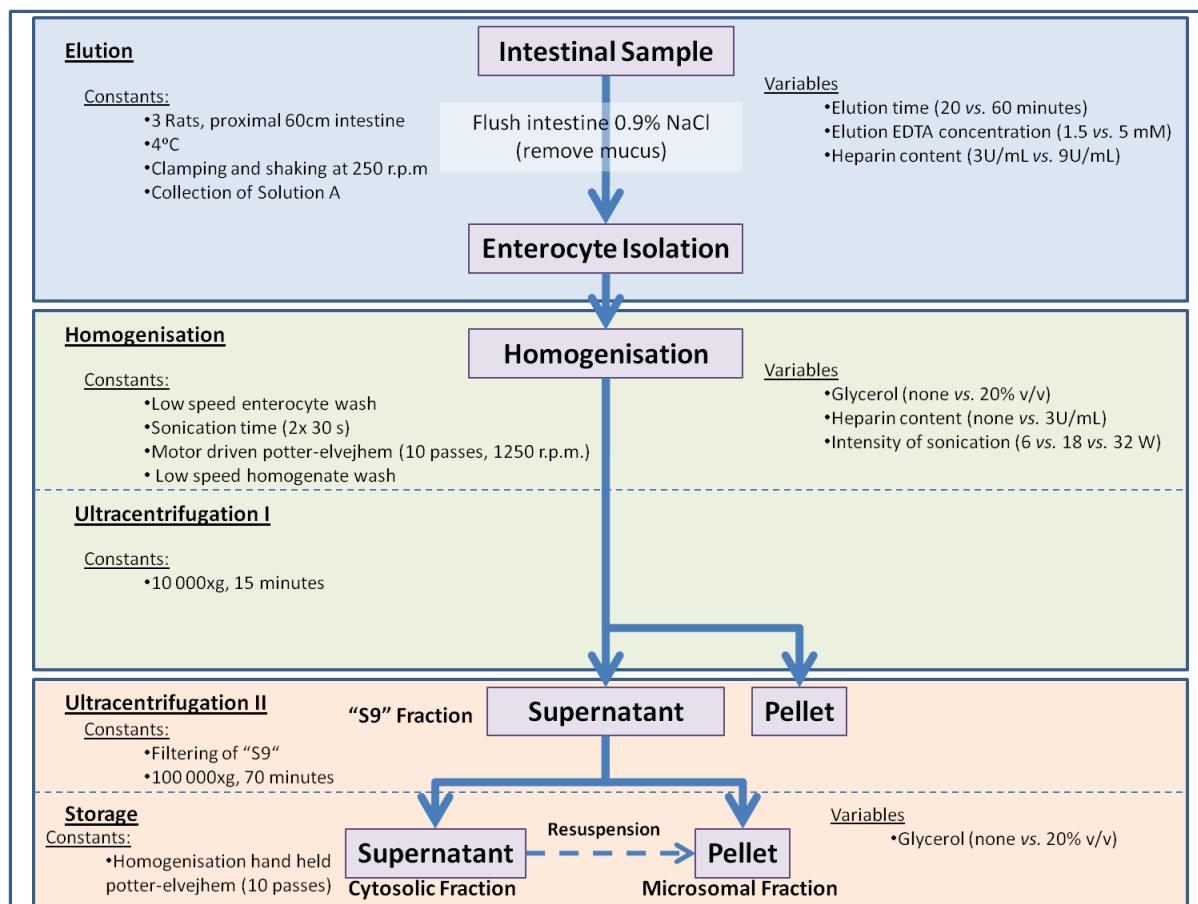 Elution
Constants:
•3 Rats, proximal 60cm intestine
•4ºC
•Clamping and shaking at 250 r.p.m
•Collection of Solution A
Intestinal Sample
Flush intestine 0.9% NaCl
(remove mucus)
Enterocyte Isolation
Variables
•Elution time (20 vs. 60 minutes)
•Elution EDTA concentration (1.5 vs. 5 mM)
•Heparin content (3U/mL vs. 9U/mL)
Homogenisation
Constants:
•Low speed enterocyte wash
•Sonication time (2x 30 s)
•Motor driven potter-elvejhem (10 passes, 1250 r.p.m.)
• Low speed homogenate wash
Homogenisation
Variables
•Glycerol (none vs. 20% v/v)
•Heparin content (none vs. 3U/mL)
•Intensity of sonication (6 vs. 18 vs. 32 W)
Ultracentrifugation I
Constants:
•10 000xg, 15 minutes
Ultracentrifugation II
Constants:
•Filtering of “S9“
•100 000xg, 70 minutes
“S9” Fraction
Supernatant
Pellet
Storage
Constants:
•Homogenisation hand held
potter-elvejhem (10 passes)
Supernatant
Cytosolic Fraction
Resuspension
Pellet
Microsomal Fraction
Variables
•Glycerol (none vs. 20% v/v)